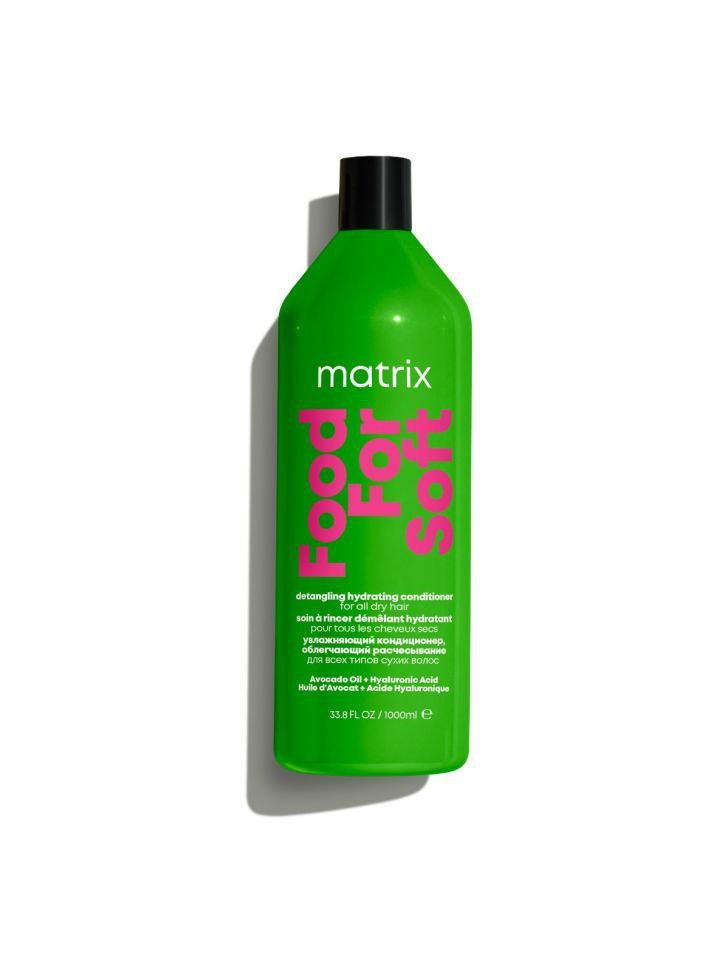 matrix
Food
For
Soft
detangling hydrating conditioner
for all dry hair
soin à rincer démêlant hydratant
pour tous les cheveux secs
увлажняющий кондиционер,
облегчающий расчесывание
для всех типов сухих волос
Avocado Oil + Hyaluronic Acid
Huile d'Avocat + Acide Hyaluronique
33.8 FL OZ / 1000ml ℮